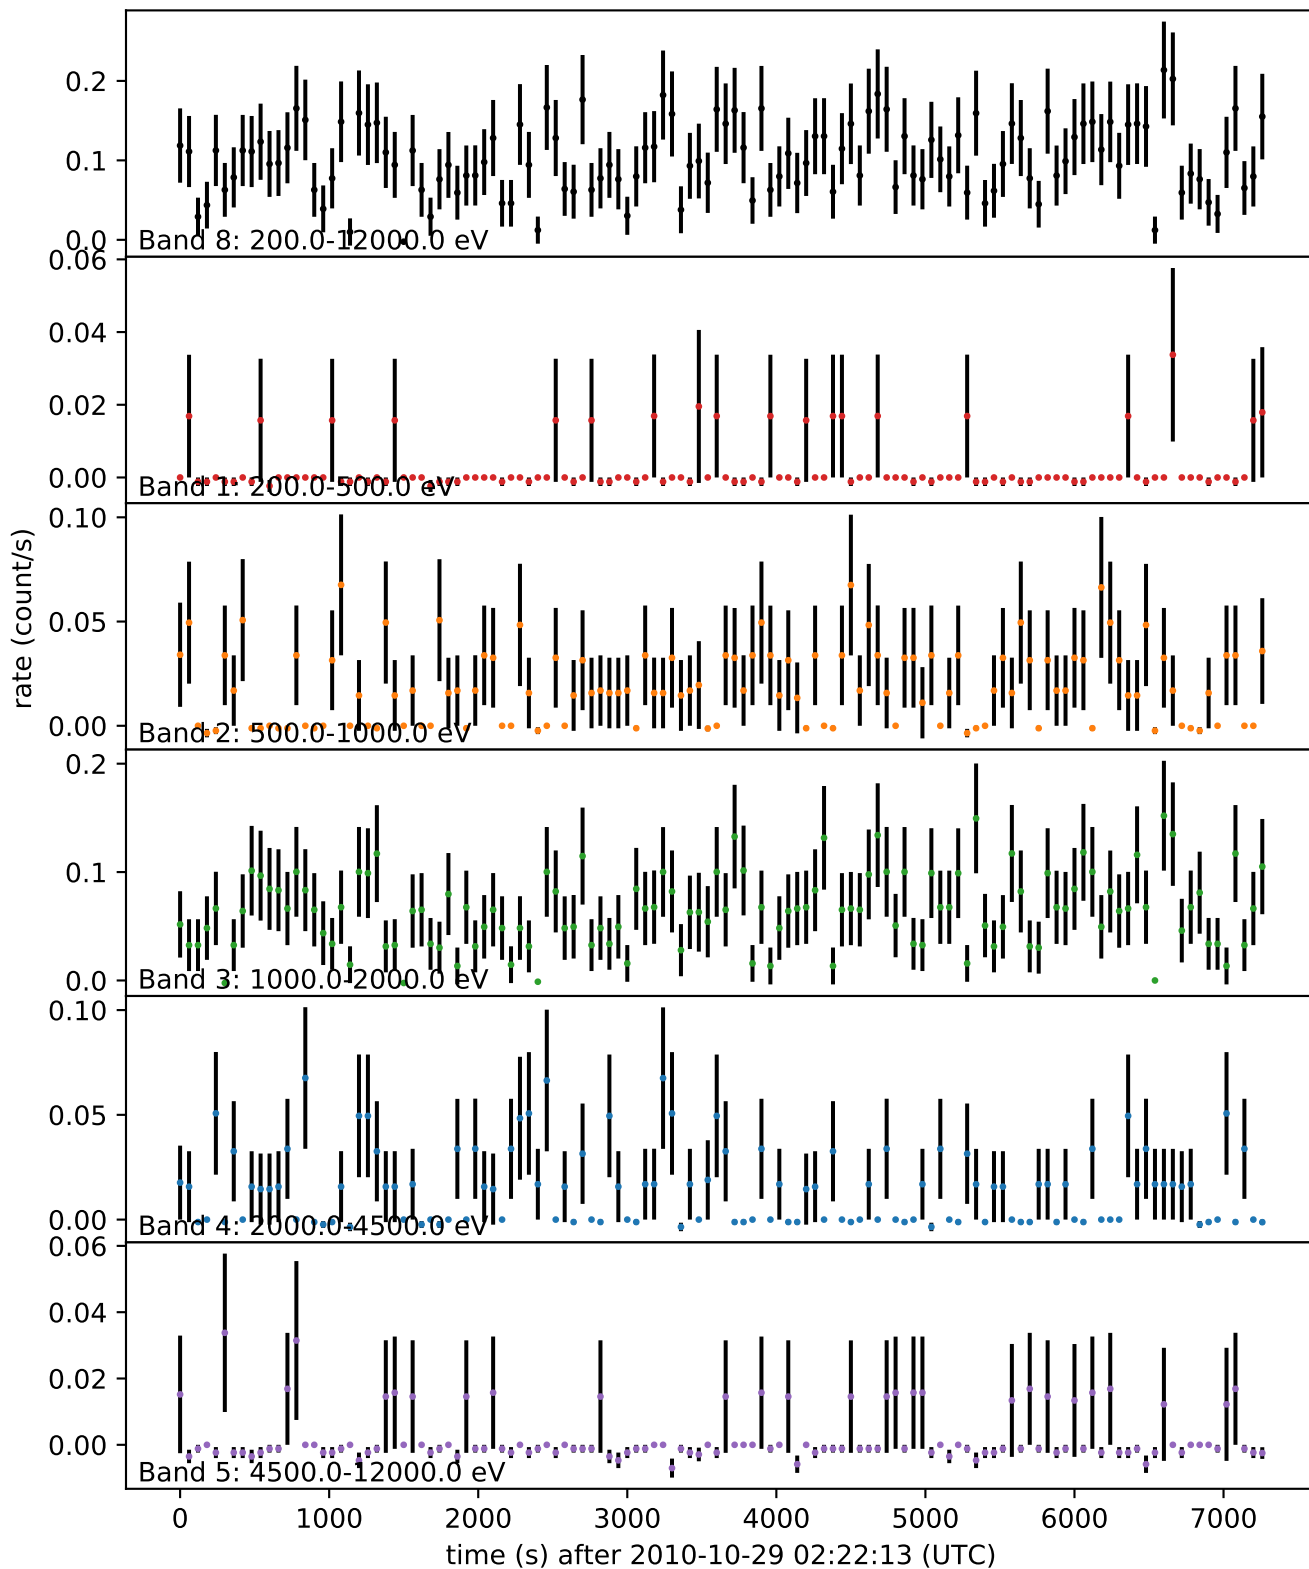 0.2
0.1
0.0
Band 8: 200.0-12000.0 eV
0.06
0.04
0.02
0.00
Band 1: 200.0-500.0 eV
0.10
0.05
0.00
Band 2: 500.0-1000.0 eV
rate (count/s)
0.2
0.1
0.0
Band 3: 1000.0-2000.0 eV
0.10
0.05
0.00
Band 4: 2000.0-4500.0 eV
0.06
0.04
0.02
0.00
Band 5: 4500.0-12000.0 eV
0 1000 2000 3000 4000 5000 6000 7000
time (s) after 2010-10-29 02:22:13 (UTC)